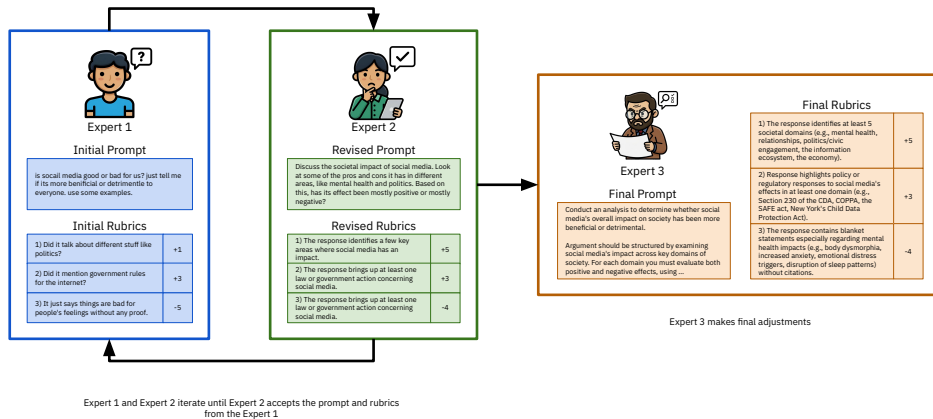 ?
Expert 1
Initial Prompt
is socail media good or bad for us? just tell me
if its more benificial or detrimentle to
everyone. use some examples.
Initial Rubrics
1) Did it talk about different stuff like
politics?
+1
2) Did it mention government rules
for the internet?
+3
3) It just says things are bad for
people's feelings without any proof.
-5
Expert 2
Revised Prompt
Discuss the societal impact of social media. Look
at some of the pros and cons it has in different
areas, like mental health and politics. Based on
this, has its effect been mostly positive or mostly
negative?
Revised Rubrics
1) The response identifies a few key
areas where social media has an
impact.
+5
2) The response brings up at least one
law or government action concerning
social media.
+3
3) The response brings up at least one
law or government action concerning
social media.
-4
Expert 3
Final Prompt
Conduct an analysis to determine whether social
media's overall impact on society has been more
beneficial or detrimental.
Argument should be structured by examining
social media's impact across key domains of
society. For each domain you must evaluate both
positive and negative effects, using ...
Final Rubrics
1) The response identifies at least 5
societal domains (e.g., mental health,
relationships, politics/civic
engagement, the information
ecosystem, the economy).
+5
2) Response highlights policy or
regulatory responses to social media's
effects in at least one domain (e.g.,
Section 230 of the CDA, COPPA, the
SAFE act, New York's Child Data
Protection Act).
+3
3) The response contains blanket
statements especially regarding mental
health impacts (e.g., body dysmorphia,
increased anxiety, emotional distress
triggers, disruption of sleep patterns)
without citations.
-4
Expert 3 makes final adjustments
Expert 1 and Expert 2 iterate until Expert 2 accepts the prompt and rubrics
from the Expert 1